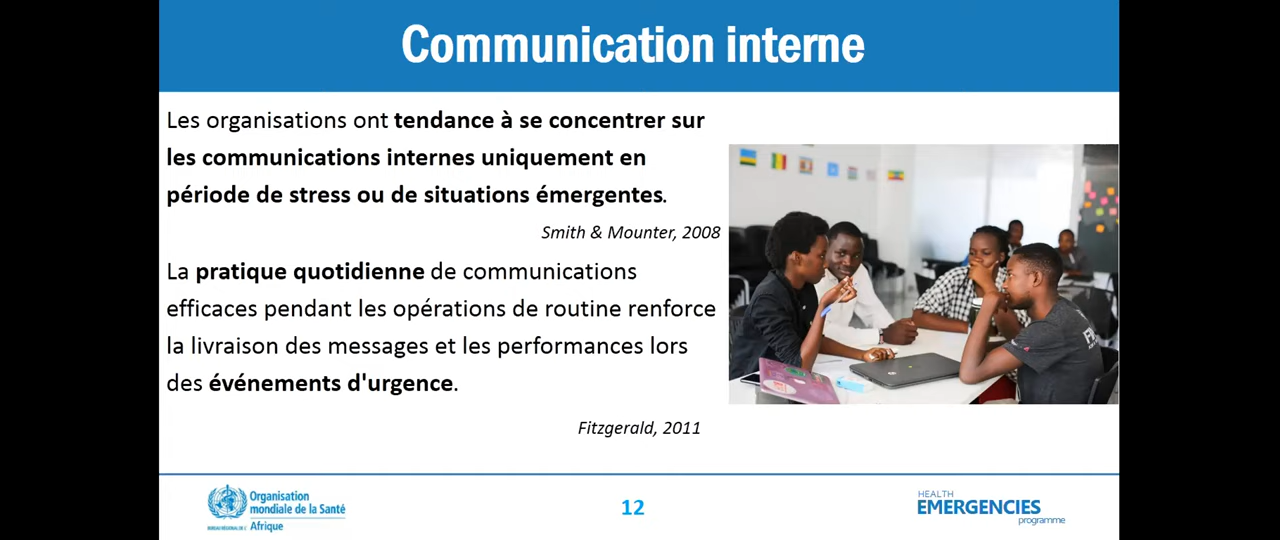 Communication interne
Les organisations ont tendance à se concentrer sur
les communications internes uniquement en
période de stress ou de situations émergentes.
Smith & Mounter, 2008
La pratique quotidienne de communications
efficaces pendant les opérations de routine renforce
la livraison des messages et les performances lors
des événements d'urgence.
Fitzgerald, 2011
Organisation
mondiale de la Santé
Afrique
12
HEALTH
EMERGENCIES
programme